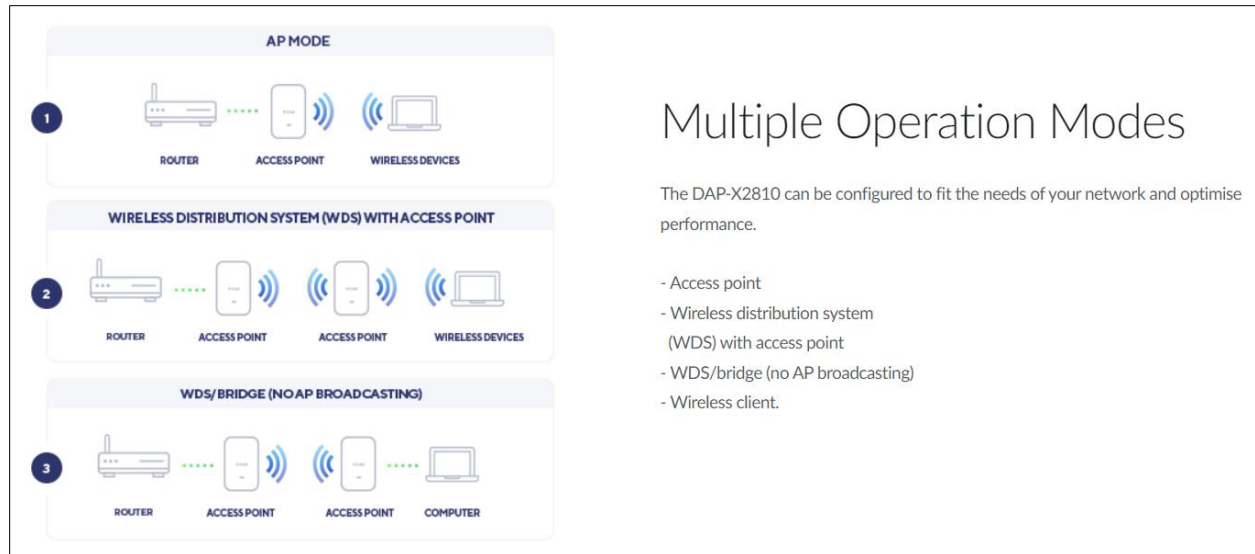 AP MODE
1
ROUTER
ACCESS POINT
WIRELESS DEVICES
WIRELESS DISTRIBUTION SYSTEM (WDS) WITH ACCESS POINT
2
ROUTER
ACCESS POINT
ACCESS POINT
WIRELESS DEVICES
WDS/BRIDGE (NO AP BROADCASTING)
3
ROUTER
ACCESS POINT
ACCESS POINT
COMPUTER
Multiple Operation Modes
The DAP-X2810 can be configured to fit the needs of your network and optimise
performance.
- Access point
- Wireless distribution system
(WDS) with access point
- WDS/bridge (no AP broadcasting)
- Wireless client.